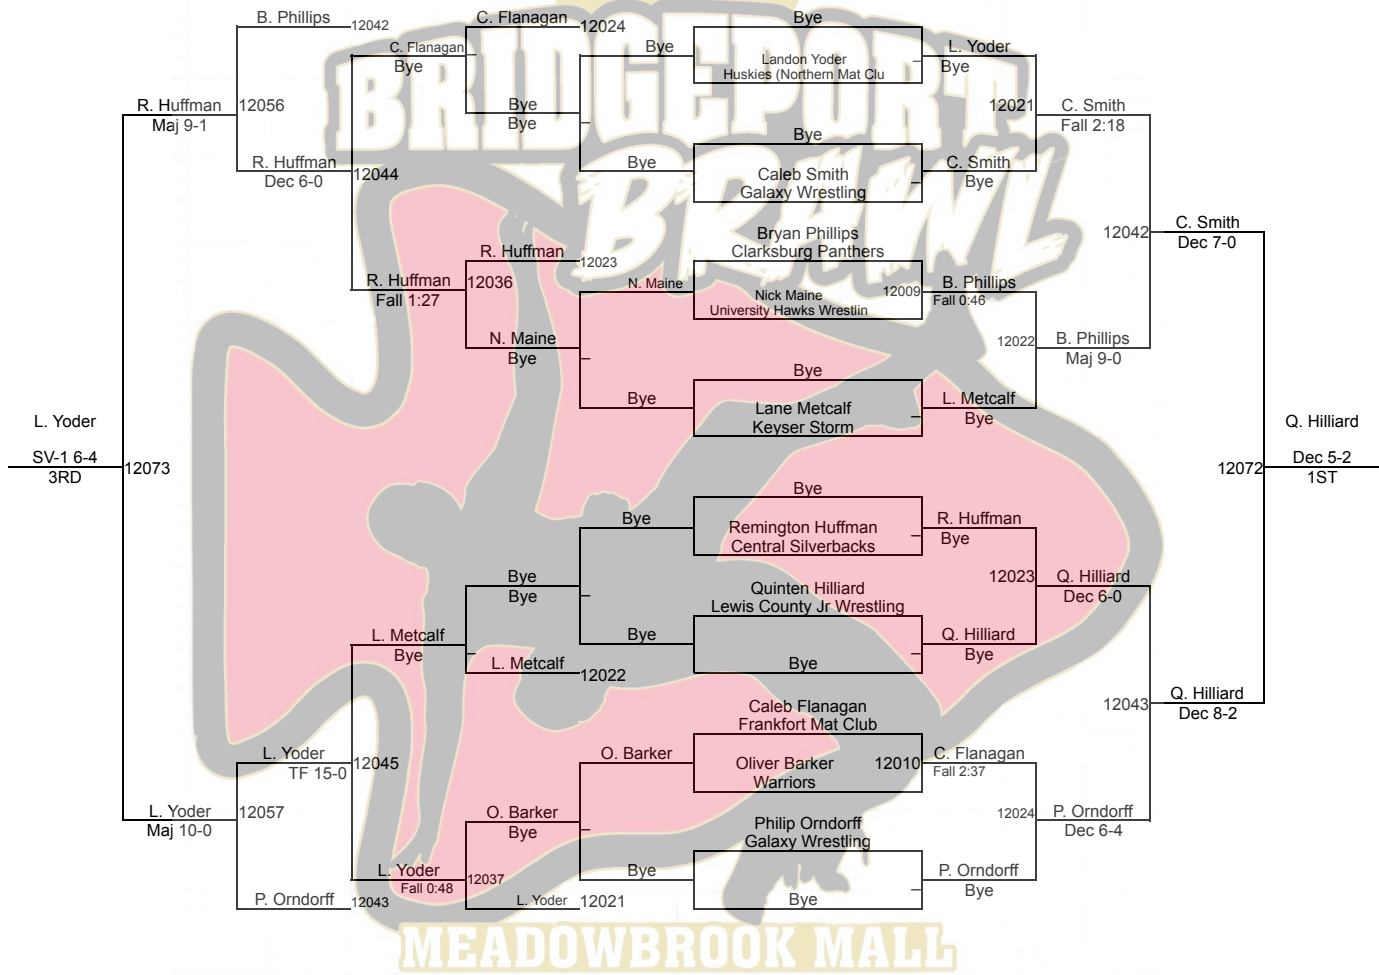 B. Phillips 12042 C. Flanagan 12024 Bye
C. Flanagan Bye Landon Yoder L. Yoder
Bye Huskies (Northern Mat Clu Bye
BRIDGEPORT
R. Huffman 12056 Bye 12021 C. Smith
Maj 9-1 Bye Fall 2:18
Bye
R. Huffman Bye C. Smith
Dec 6-0 12044 Caleb Smith Bye
Galaxy Wrestling
BRAWL
Bryan Phillips 12042 C. Smith
R. Huffman 12023 Clarksburg Panthers Dec 7-0
R. Huffman 12036 N. Maine Nick Maine 12009 B. Phillips
Fall 1:27 University Hawks Wrestlin Fall 0:46
N. Maine 12022 B. Phillips
Bye Maj 9-0
Bye
Bye Lane Metcalf L. Metcalf
L. Yoder Keyser Storm Bye Q. Hilliard
SV-1 6-4 12073 12072 Dec 5-2
3RD 1ST
Bye
Bye Remington Huffman R. Huffman
Central Silverbacks Bye
Bye 12023 Q. Hilliard
Bye Quinten Hilliard Dec 6-0
Lewis County Jr Wrestling
L. Metcalf Bye Q. Hilliard
Bye L. Metcalf 12022 Bye Bye
Caleb Flanagan 12043 Q. Hilliard
Frankfort Mat Club Dec 8-2
L. Yoder 12045 O. Barker Oliver Barker 12010 C. Flanagan
TF 15-0 Warriors Fall 2:37
L. Yoder 12057 O. Barker Philip Orndorff 12024 P. Orndorff
Maj 10-0 Bye Galaxy Wrestling Dec 6-4
L. Yoder 12037 Bye P. Orndorff
Fall 0:48 Bye
P. Orndorff 12043 L. Yoder 12021 Bye
MEADOWBROOK MALL